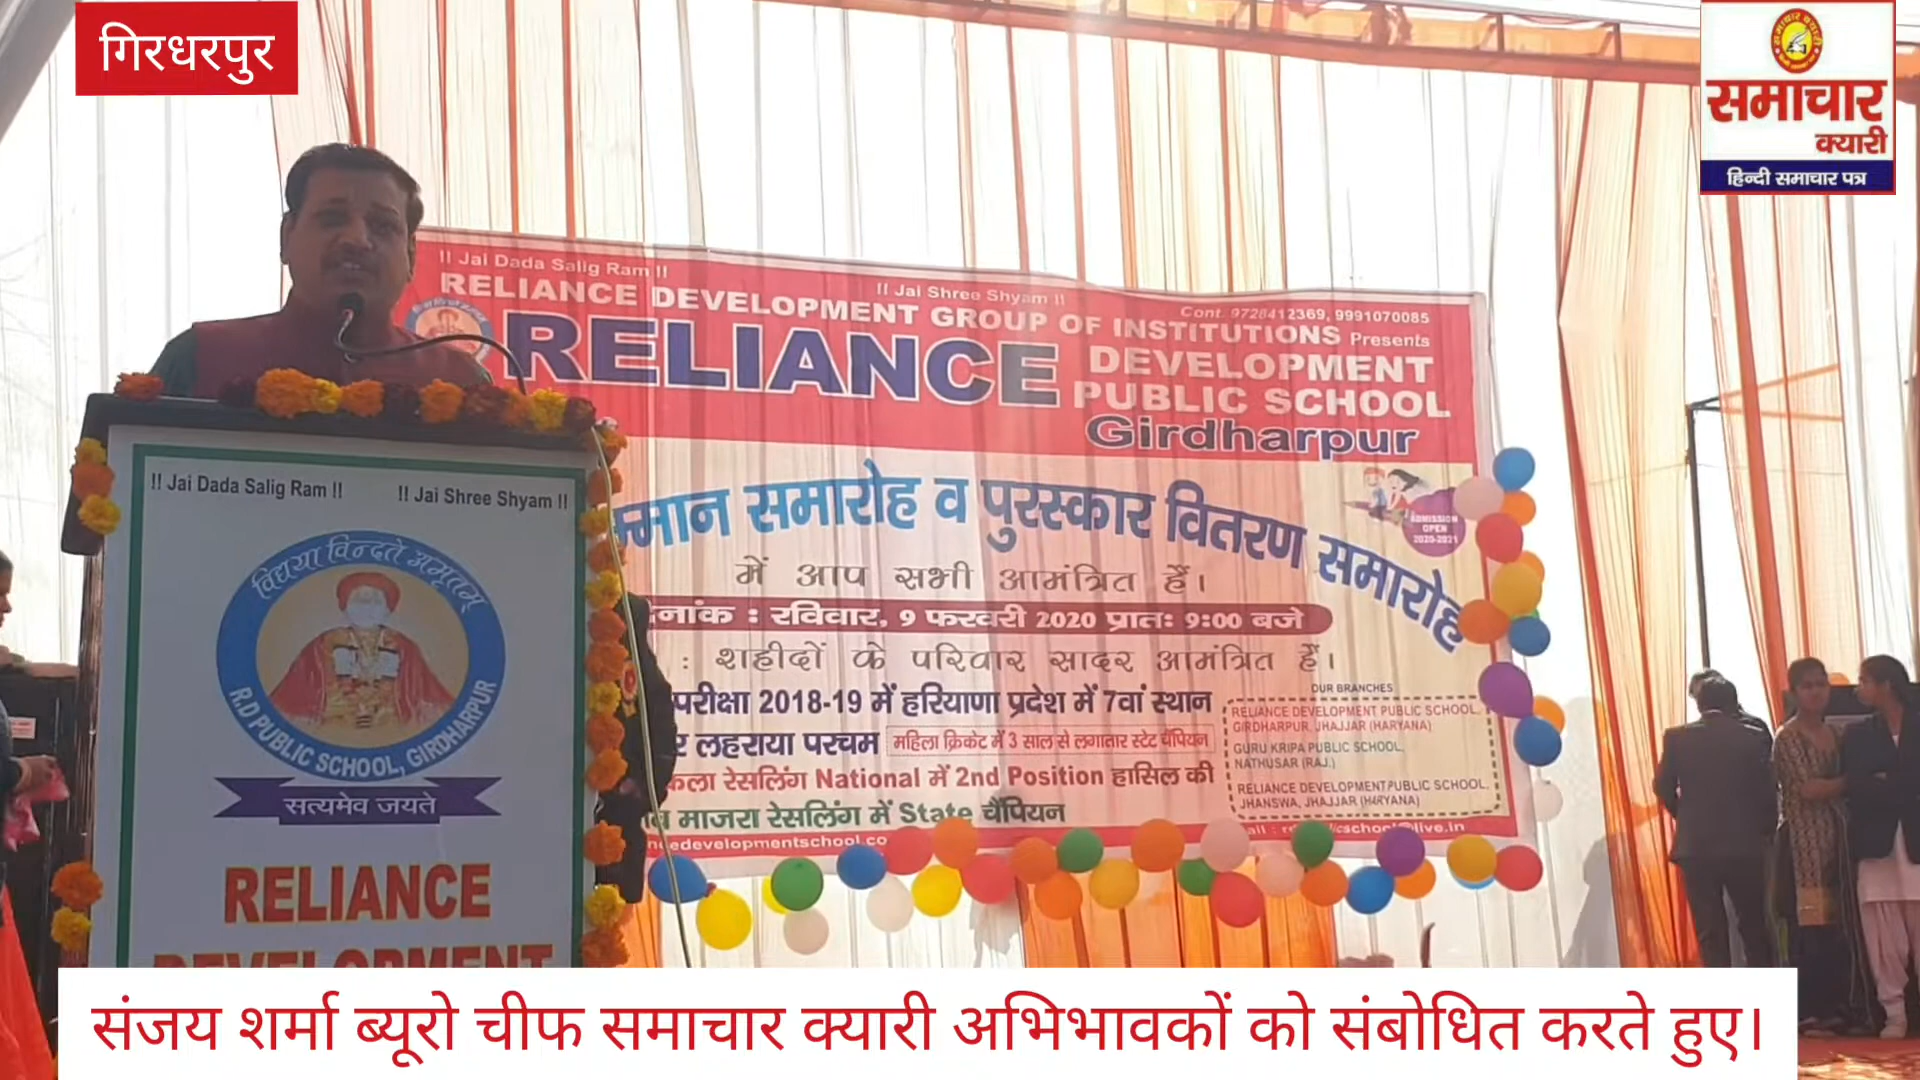 गिरधरपुर
समाचार क्यारी
समाचार
क्यारी
हिन्दी समाचार पत्र
!! Jai Dada Salig Ram !!
!! Jai Shree Shyam !!
Cont. 9728412369, 9991070085
RELIANCE DEVELOPMENT GROUP OF INSTITUTIONS Presents
RELIANCE
DEVELOPMENT
PUBLIC SCHOOL
Girdharpur
समारोह व पुरस्कार वितरण समारोह
में आप सभी आमंत्रित हैं।
ADMISSION
OPEN
2020-2021
: रविवार, 9 फरवरी 2020 प्रातः 9:00 बजे
: शहीदों के परिवार सादर आमंत्रित हैं।
परीक्षा 2018-19 में हरियाणा प्रदेश में 7वां स्थान
लहराया परचम
महिला क्रिकेट में 3 साल से लगातार स्टेट चैंपियन
रेसलिंग National में 2nd Position हासिल की
माजरा रेसलिंग में State चैंपियन
OUR BRANCHES
RELIANCE DEVELOPMENT PUBLIC SCHOOL,
GIRDHARPUR, JHAJJAR (HARYANA)
GURU KRIPA PUBLIC SCHOOL,
NATHUSAR (RAJ.)
RELIANCE DEVELOPMENT PUBLIC SCHOOL,
JHANSWA, JHAJJAR (HARYANA)
!! Jai Dada Salig Ram !!
!! Jai Shree Shyam !!
विद्यया विन्दते अमृतम्
R.D PUBLIC SCHOOL, GIRDHARPUR
सत्यमेव जयते
RELIANCE
DEVELOPMENT
संजय शर्मा ब्यूरो चीफ समाचार क्यारी अभिभावकों को संबोधित करते हुए।